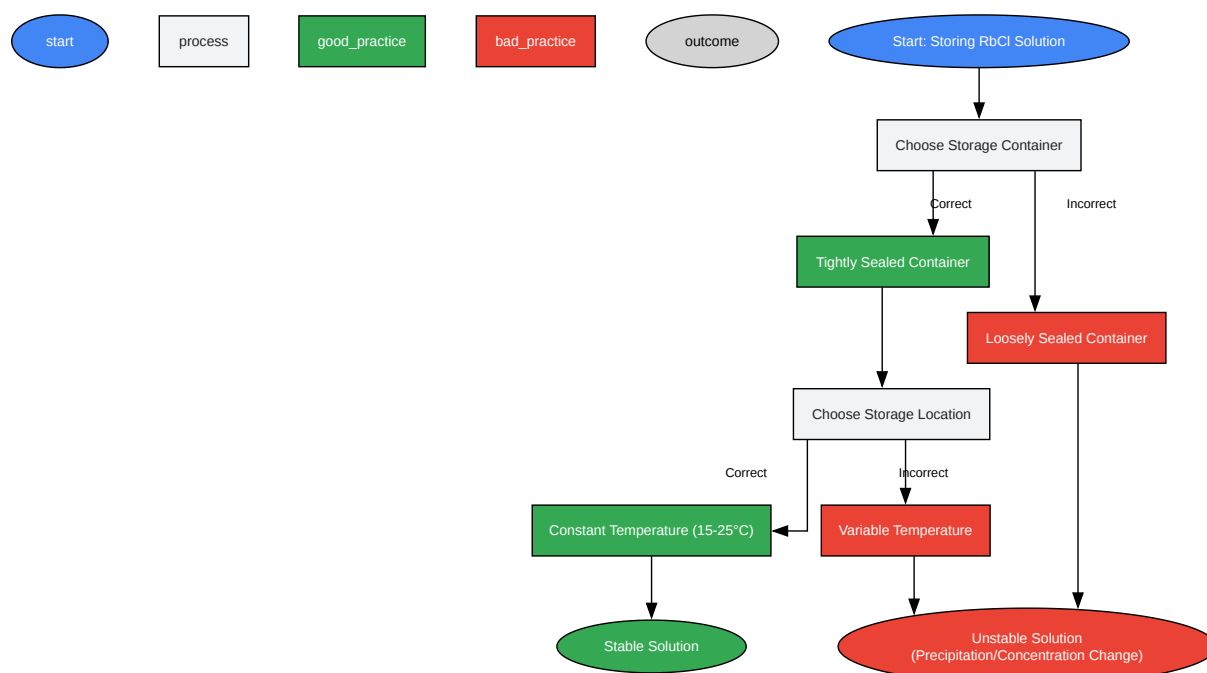 start
process
good_practice
bad_practice
outcome
Start: Storing RbCl Solution
Choose Storage Container
Correct
Incorrect
Tightly Sealed Container
Loosely Sealed Container
Choose Storage Location
Correct
Incorrect
Constant Temperature (15-25°C)
Variable Temperature
Stable Solution
Unstable Solution
(Precipitation/Concentration Change)